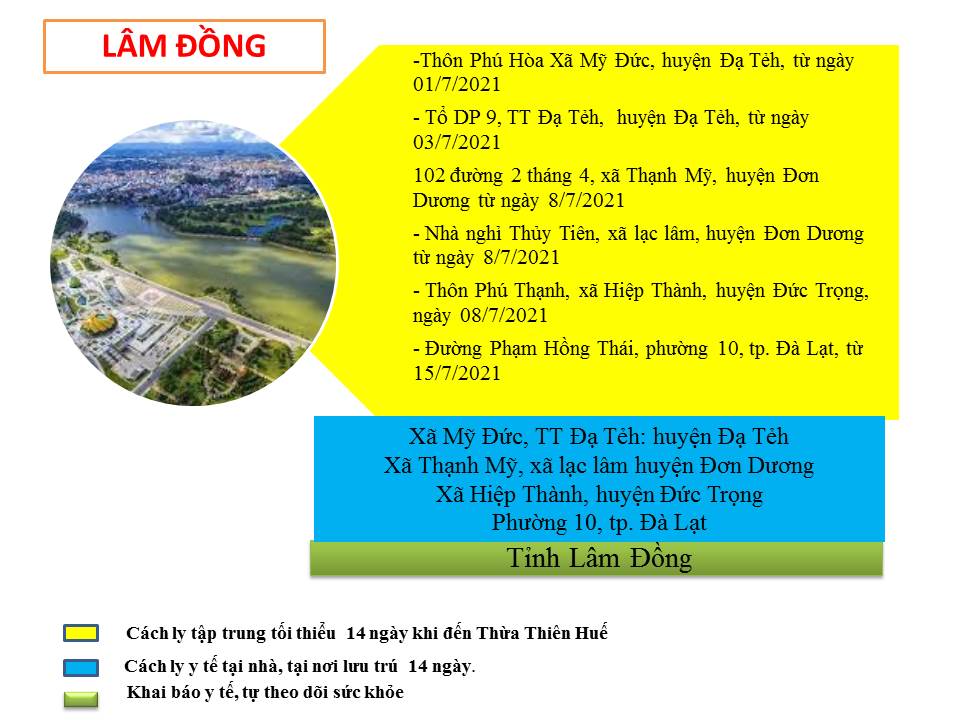 LÂM ĐỒNG
-Thôn Phú Hòa Xã Mỹ Đức, huyện Đạ Tẻh, từ ngày
01/7/2021
- Tổ DP 9, TT Đạ Tẻh, huyện Đạ Tẻh, từ ngày
03/7/2021
102 đường 2 tháng 4, xã Thạnh Mỹ, huyện Đơn
Dương từ ngày 8/7/2021
- Nhà nghì Thủy Tiên, xã lạc lâm, huyện Đơn Dương
từ ngày 8/7/2021
- Thôn Phú Thạnh, xã Hiệp Thành, huyện Đức Trọng,
ngày 08/7/2021
- Đường Phạm Hồng Thái, phường 10, tp. Đà Lạt, từ
15/7/2021
Xã Mỹ Đức, TT Đạ Tẻh: huyện Đạ Tẻh
Xã Thạnh Mỹ, xã lạc lâm huyện Đơn Dương
Xã Hiệp Thành, huyện Đức Trọng
Phường 10, tp. Đà Lạt
Tỉnh Lâm Đồng
Cách ly tập trung tối thiểu 14 ngày khi đến Thừa Thiên Huế
Cách ly y tế tại nhà, tại nơi lưu trú 14 ngày.
Khai báo y tế, tự theo dõi sức khỏe